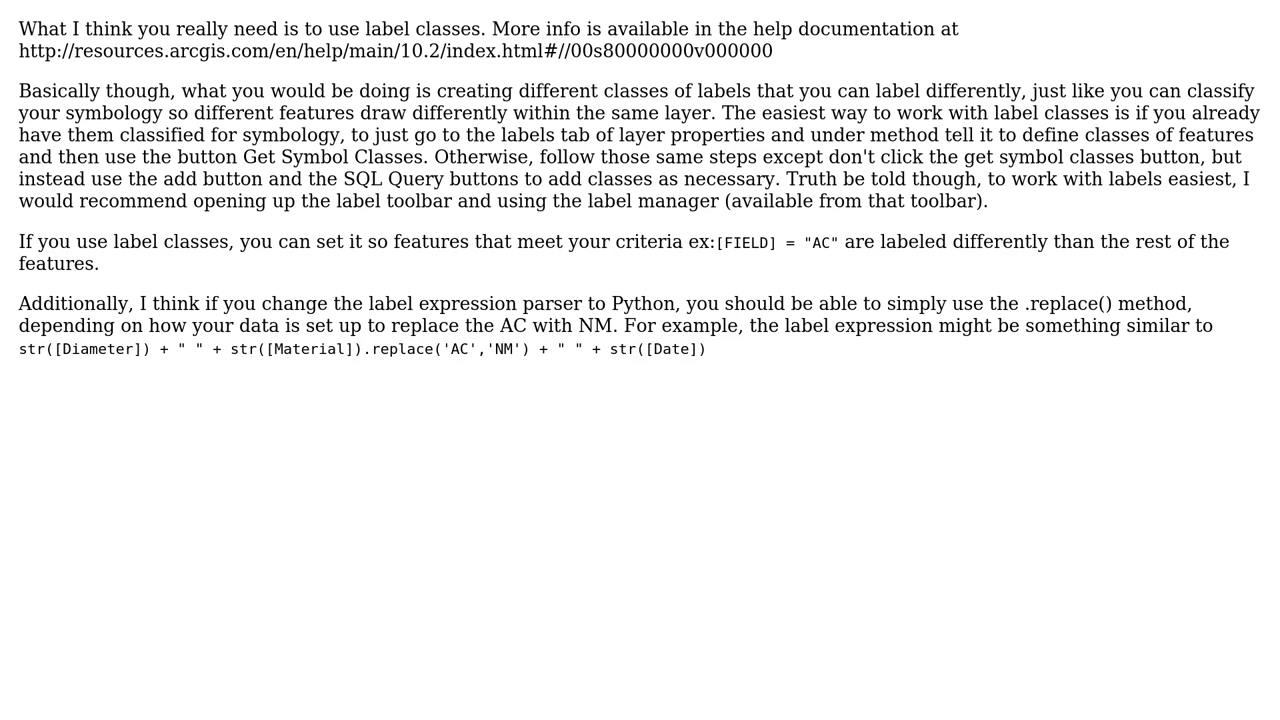 What I think you really need is to use label classes. More info is available in the help documentation at
http://resources.arcgis.com/en/help/main/10.2/index.html#//00s80000000v000000
Basically though, what you would be doing is creating different classes of labels that you can label differently, just like you can classify
your symbology so different features draw differently within the same layer. The easiest way to work with label classes is if you already
have them classified for symbology, to just go to the labels tab of layer properties and under method tell it to define classes of features
and then use the button Get Symbol Classes. Otherwise, follow those same steps except don't click the get symbol classes button, but
instead use the add button and the SQL Query buttons to add classes as necessary. Truth be told though, to work with labels easiest, I
would recommend opening up the label toolbar and using the label manager (available from that toolbar).
If you use label classes, you can set it so features that meet your criteria ex:[FIELD] = "AC" are labeled differently than the rest of the
features.
Additionally, I think if you change the label expression parser to Python, you should be able to simply use the .replace() method,
depending on how your data is set up to replace the AC with NM. For example, the label expression might be something similar to
str([Diameter]) + " " + str([Material]).replace('AC','NM') + " " + str([Date])